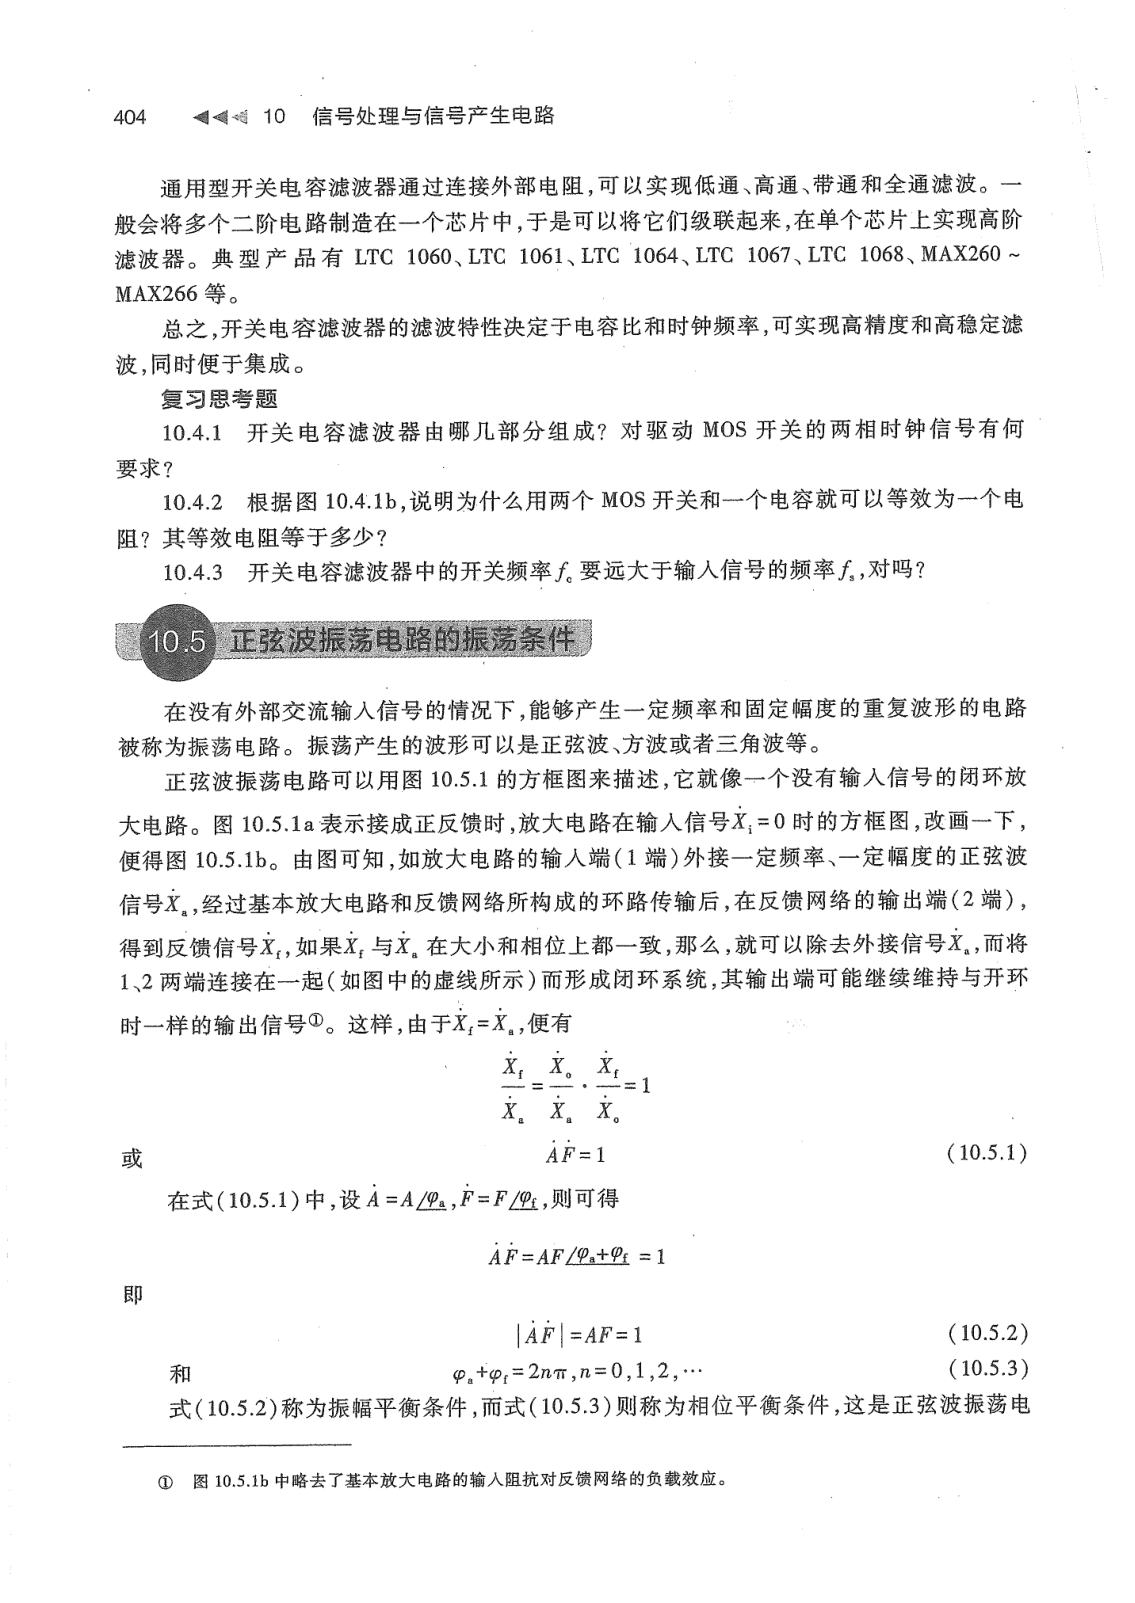 404 10 信号处理与信号产生电路
通用型开关电容滤波器通过连接外部电阻,可以实现低通、高通、带通和全通滤波。一
般会将多个二阶电路制造在一个芯片中,于是可以将它们级联起来,在单个芯片上实现高阶
滤波器。典型产品有 LTC 1060、LTC 1061、LTC 1064、LTC 1067、LTC 1068、MAX260~
MAX266 等。
总之,开关电容滤波器的滤波特性决定于电容比和时钟频率,可实现高精度和高稳定滤
波,同时便于集成。
复习思考题
10.4.1 开关电容滤波器由哪几部分组成? 对驱动 MOS 开关的两相时钟信号有何
要求?
10.4.2 根据图 10.4.1b,说明为什么用两个 MOS 开关和一个电容就可以等效为一个电
阻? 其等效电阻等于多少?
10.4.3 开关电容滤波器中的开关频率 f_c 要远大于输入信号的频率 f_s,对吗?
10.5 正弦波振荡电路的振荡条件
在没有外部交流输入信号的情况下,能够产生一定频率和固定幅度的重复波形的电路
被称为振荡电路。振荡产生的波形可以是正弦波、方波或者三角波等。
正弦波振荡电路可以用图 10.5.1 的方框图来描述,它就像一个没有输入信号的闭环放
大电路。图 10.5.1a 表示接成正反馈时,放大电路在输入信号Ẋ_i=0 时的方框图,改画一下,
便得图 10.5.1b。由图可知,如放大电路的输入端(1 端)外接一定频率、一定幅度的正弦波
信号Ẋ_a,经过基本放大电路和反馈网络所构成的环路传输后,在反馈网络的输出端(2 端),
得到反馈信号Ẋ_f,如果Ẋ_f 与Ẋ_a 在大小和相位上都一致,那么,就可以除去外接信号Ẋ_a,而将
1、2 两端连接在一起(如图中的虚线所示)而形成闭环系统,其输出端可能继续维持与开环
时一样的输出信号①。这样,由于Ẋ_f=Ẋ_a,便有
Ẋ_f/Ẋ_a=Ẋ_o/Ẋ_a·Ẋ_f/Ẋ_o=1
或 ȦḞ=1 (10.5.1)
在式(10.5.1)中,设 Ȧ=A/φ_a,Ḟ=F/φ_f,则可得
ȦḞ=AF/φ_a+φ_f =1
即
|ȦḞ|=AF=1 (10.5.2)
和 φ_a+φ_f=2nπ,n=0,1,2,… (10.5.3)
式(10.5.2)称为振幅平衡条件,而式(10.5.3)则称为相位平衡条件,这是正弦波振荡电
① 图 10.5.1b 中略去了基本放大电路的输入阻抗对反馈网络的负载效应。